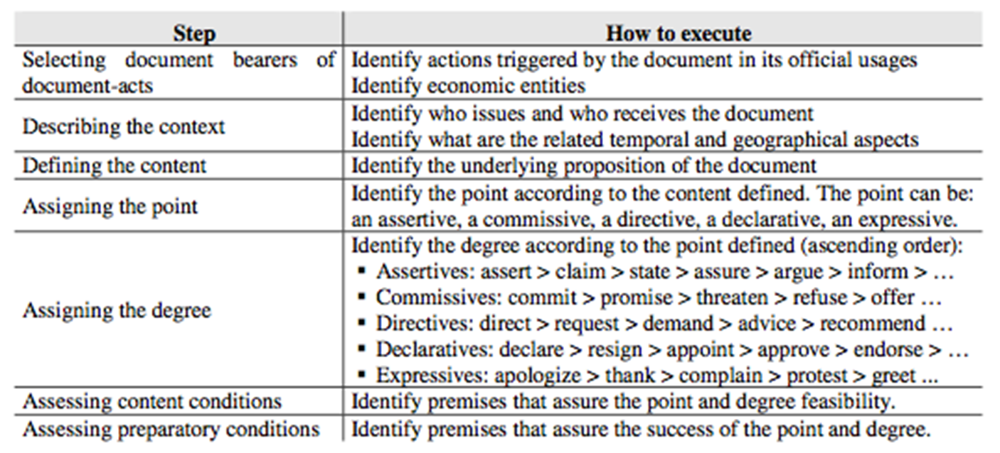 Step
How to execute
Selecting document bearers of
document-acts
Identify actions triggered by the document in its official usages
Identify economic entities
Describing the context
Identify who issues and who receives the document
Identify what are the related temporal and geographical aspects
Defining the content
Identify the underlying proposition of the document
Assigning the point
Identify the point according to the content defined. The point can be:
an assertive, a commissive, a directive, a declarative, an expressive.
Assigning the degree
Identify the degree according to the point defined (ascending order):
▪ Assertives: assert > claim > state > assure > argue > inform > …
▪ Commissives: commit > promise > threaten > refuse > offer …
▪ Directives: direct > request > demand > advice > recommend …
▪ Declaratives: declare > resign > appoint > approve > endorse > …
▪ Expressives: apologize > thank > complain > protest > greet ...
Assessing content conditions
Identify premises that assure the point and degree feasibility.
Assessing preparatory conditions
Identify premises that assure the success of the point and degree.